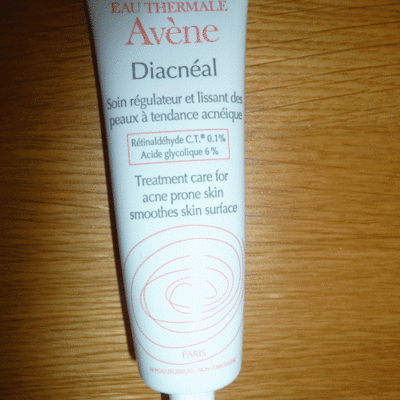 EAU THERMALE
Avène
Diacnéal
Soin régulateur et lissant des
peaux à tendance acnéique
Rétinaldéhyde C.T.® 0.1%
Acide glycolique 6%
Treatment care for
acne prone skin
smoothes skin surface
PARIS